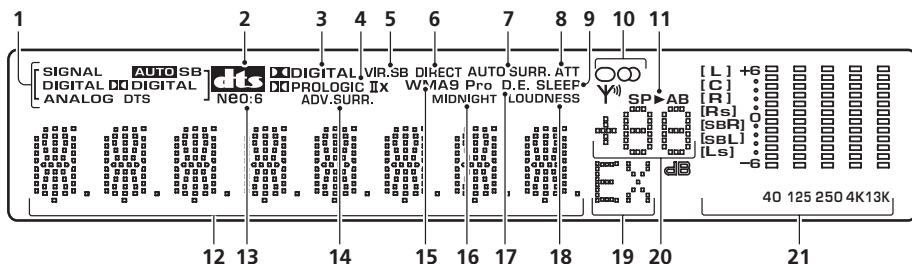 1 2 3 4 5 6 7 8 9 10 11
SIGNAL AUTO SB dts DIGITAL VIR.SB DIRECT AUTO SURR. ATT
DIGITAL DIGITAL PROLOGIC IIx WMA9 Pro D.E. SLEEP
ANALOG DTS Neo:6 ADV.SURR. MIDNIGHT LOUDNESS
SP►AB
+
dB
EX
[L] +6
[C]
[R]
[Rs] 0
[SBR]
[SBL]
[Ls] -6
40 125 250 4K 13K
12 13 14 15 16 17 18 19 20 21